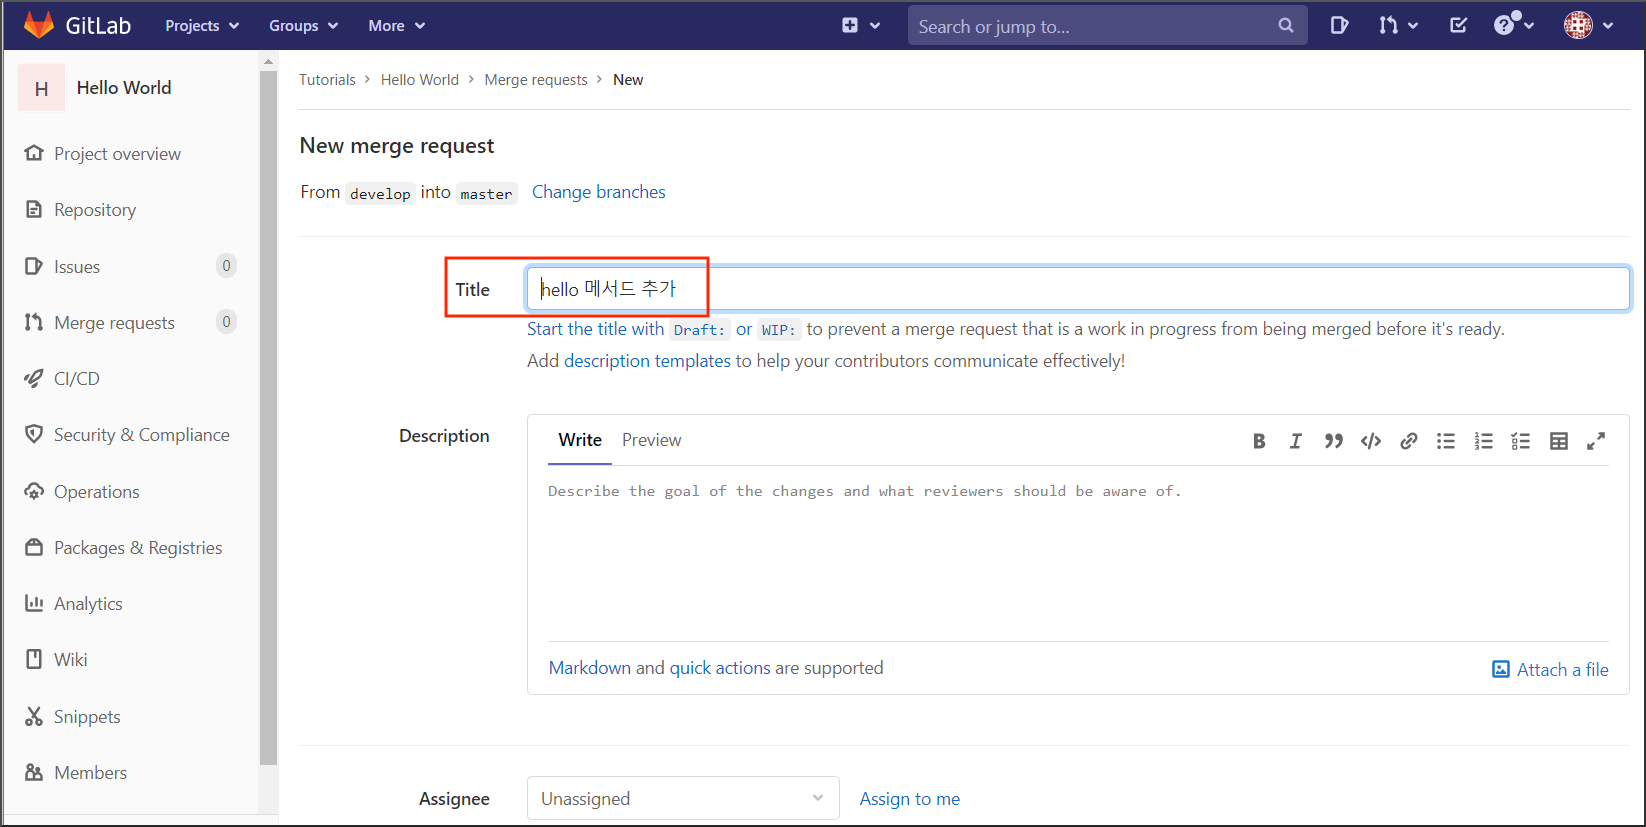 GitLab Projects Groups More Search or jump to...
H Hello World
Project overview
Repository
Issues 0
Merge requests 0
CI/CD
Security & Compliance
Operations
Packages & Registries
Analytics
Wiki
Snippets
Members
Tutorials > Hello World > Merge requests > New
New merge request
From develop into master Change branches
Title hello 메서드 추가
Start the title with Draft: or WIP: to prevent a merge request that is a work in progress from being merged before it's ready.
Add description templates to help your contributors communicate effectively!
Description Write Preview
Describe the goal of the changes and what reviewers should be aware of.
Markdown and quick actions are supported Attach a file
Assignee Unassigned Assign to me